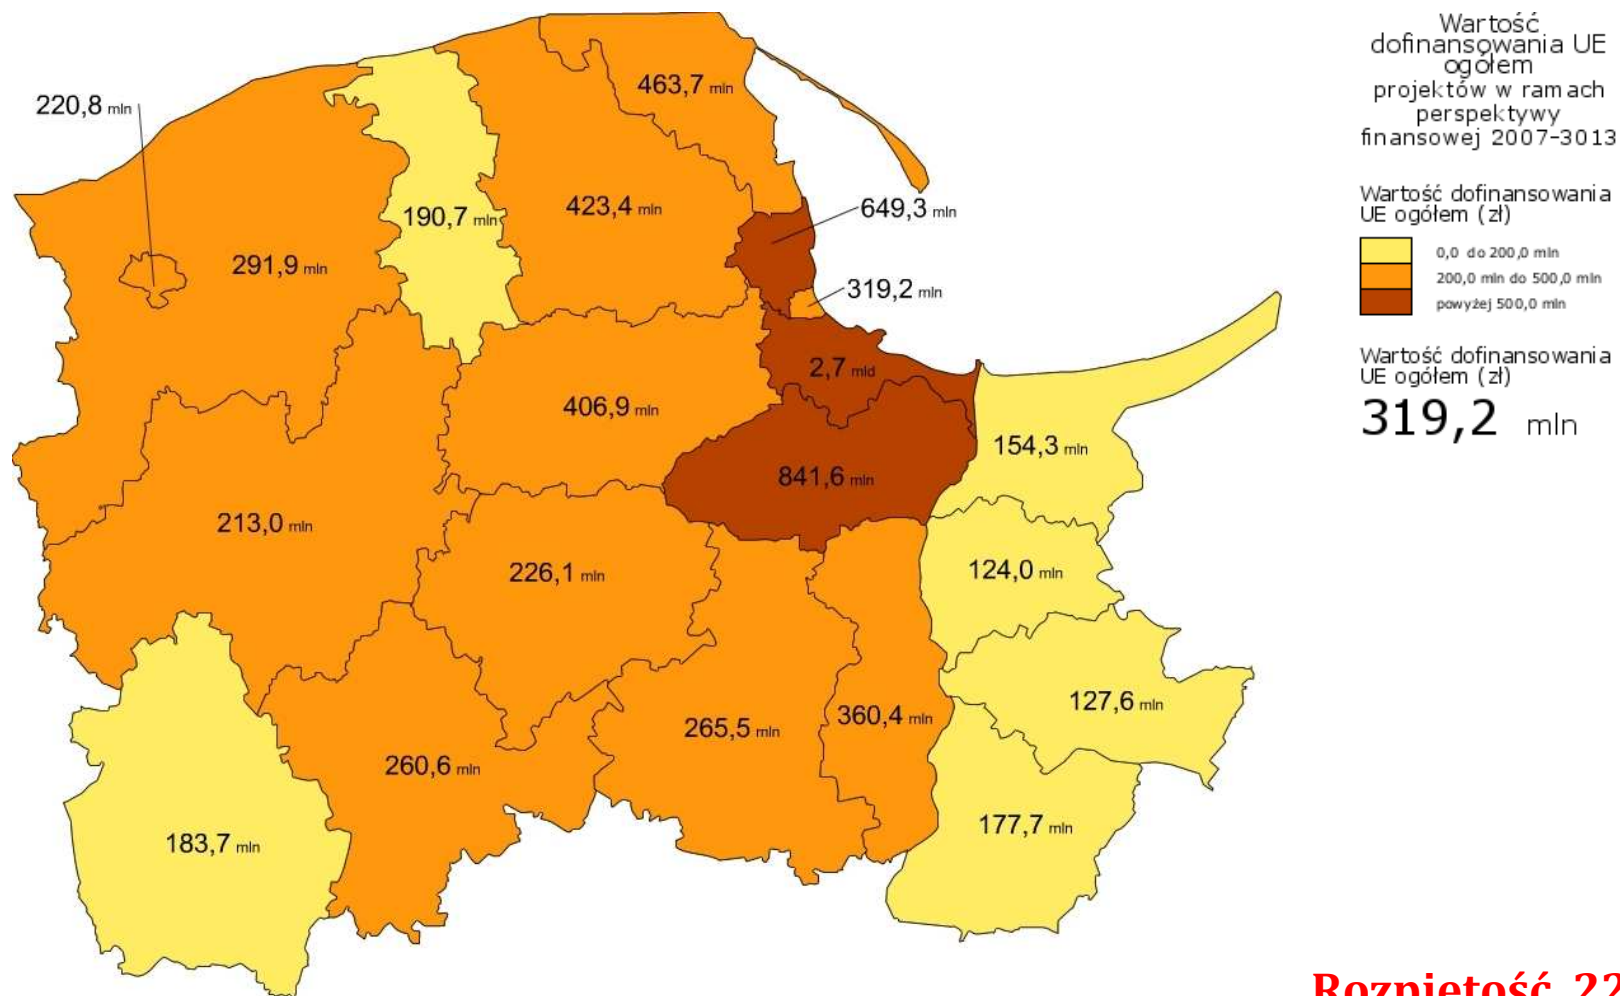 Wartość
dofinansowania UE
ogółem
projektów w ramach
perspektywy
finansowej 2007-3013
Wartość dofinansowania
UE ogółem (zł)
0,0 do 200,0 mln
200,0 mln do 500,0 mln
powyżej 500,0 mln
Wartość dofinansowania
UE ogółem (zł)
319,2 mln
463,7 mln
220,8 mln
190,7 mln
423,4 mln
649,3 mln
291,9 mln
319,2 mln
2,7 mld
406,9 mln
154,3 mln
841,6 mln
213,0 mln
226,1 mln
124,0 mln
127,6 mln
265,5 mln
360,4 mln
260,6 mln
177,7 mln
183,7 mln
Rozpiętość 22